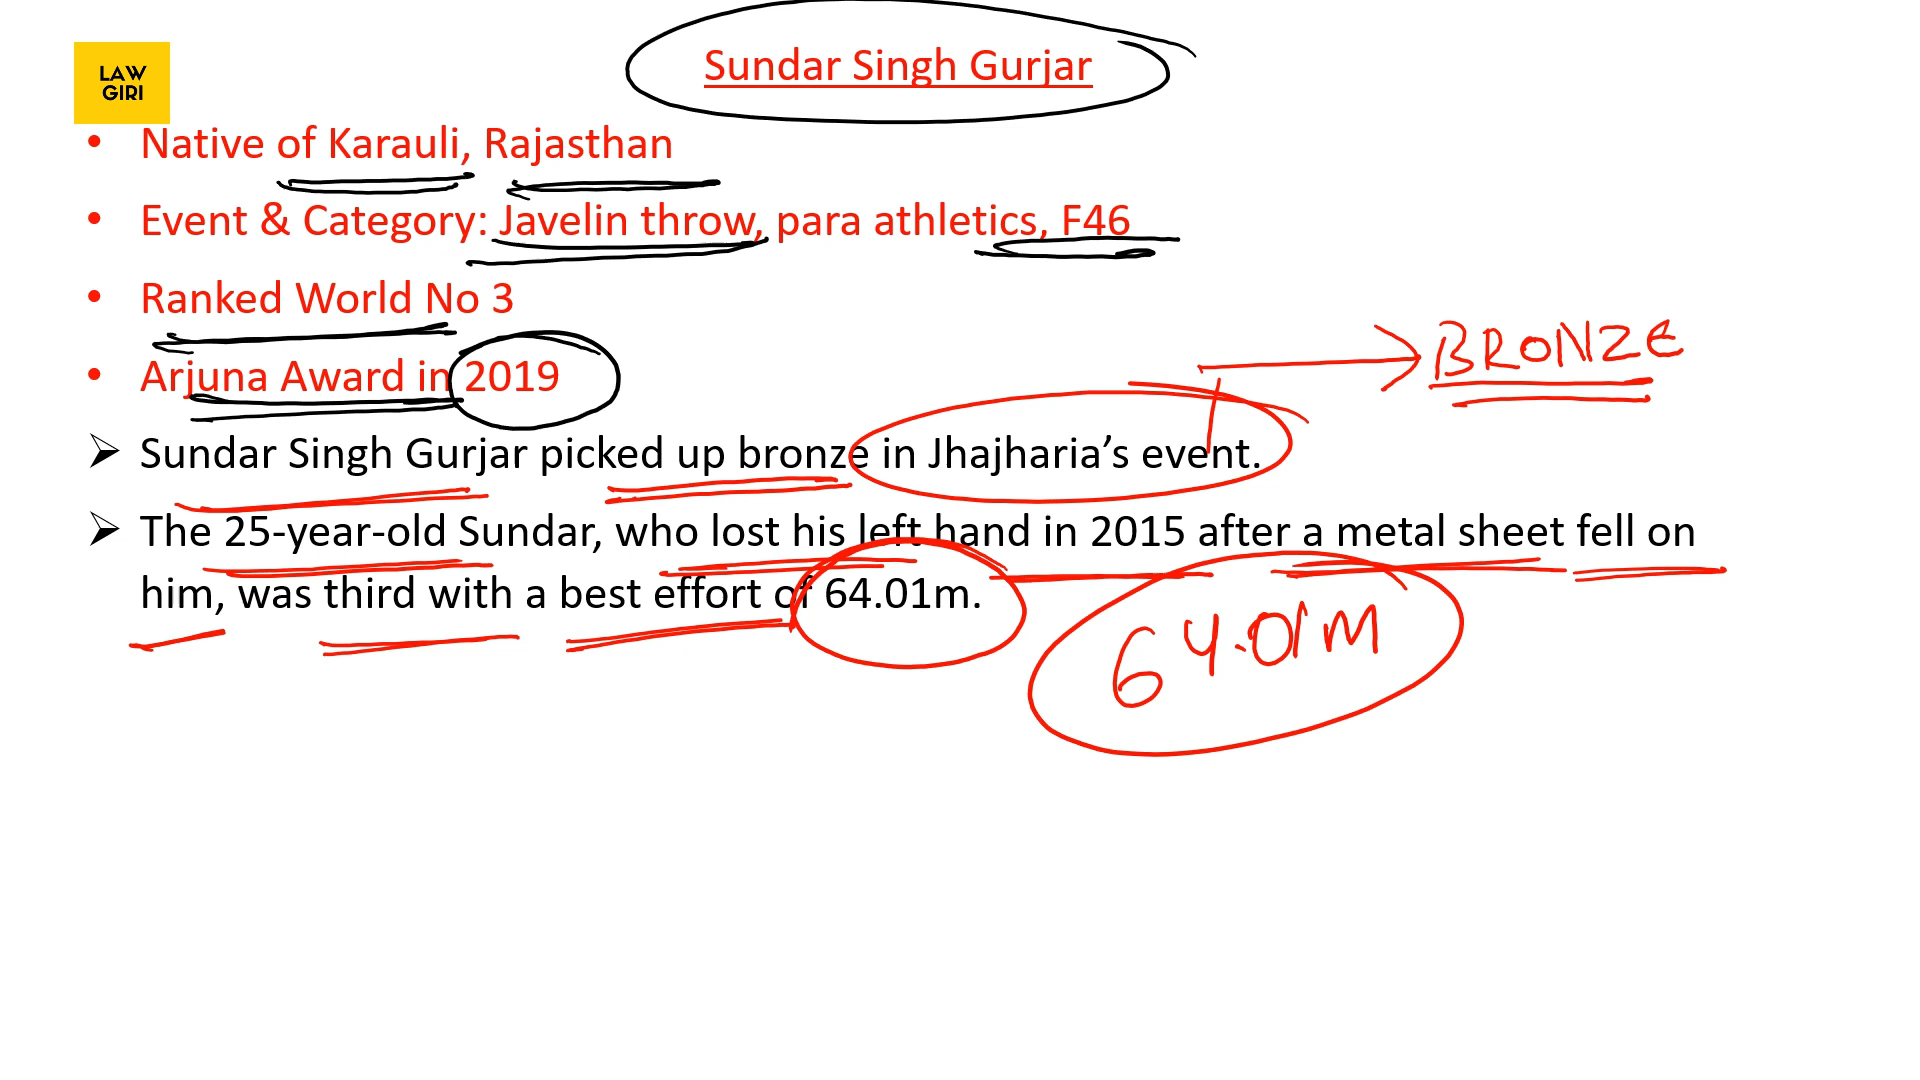 Sundar Singh Gurjar
LAW
GIRI
• Native of Karauli, Rajasthan
• Event & Category: Javelin throw, para athletics, F46
• Ranked World No 3
BRONZE
• Arjuna Award in 2019
➢ Sundar Singh Gurjar picked up bronze in Jhajharia’s event.
➢ The 25-year-old Sundar, who lost his left hand in 2015 after a metal sheet fell on
him, was third with a best effort of 64.01m.
64.01m